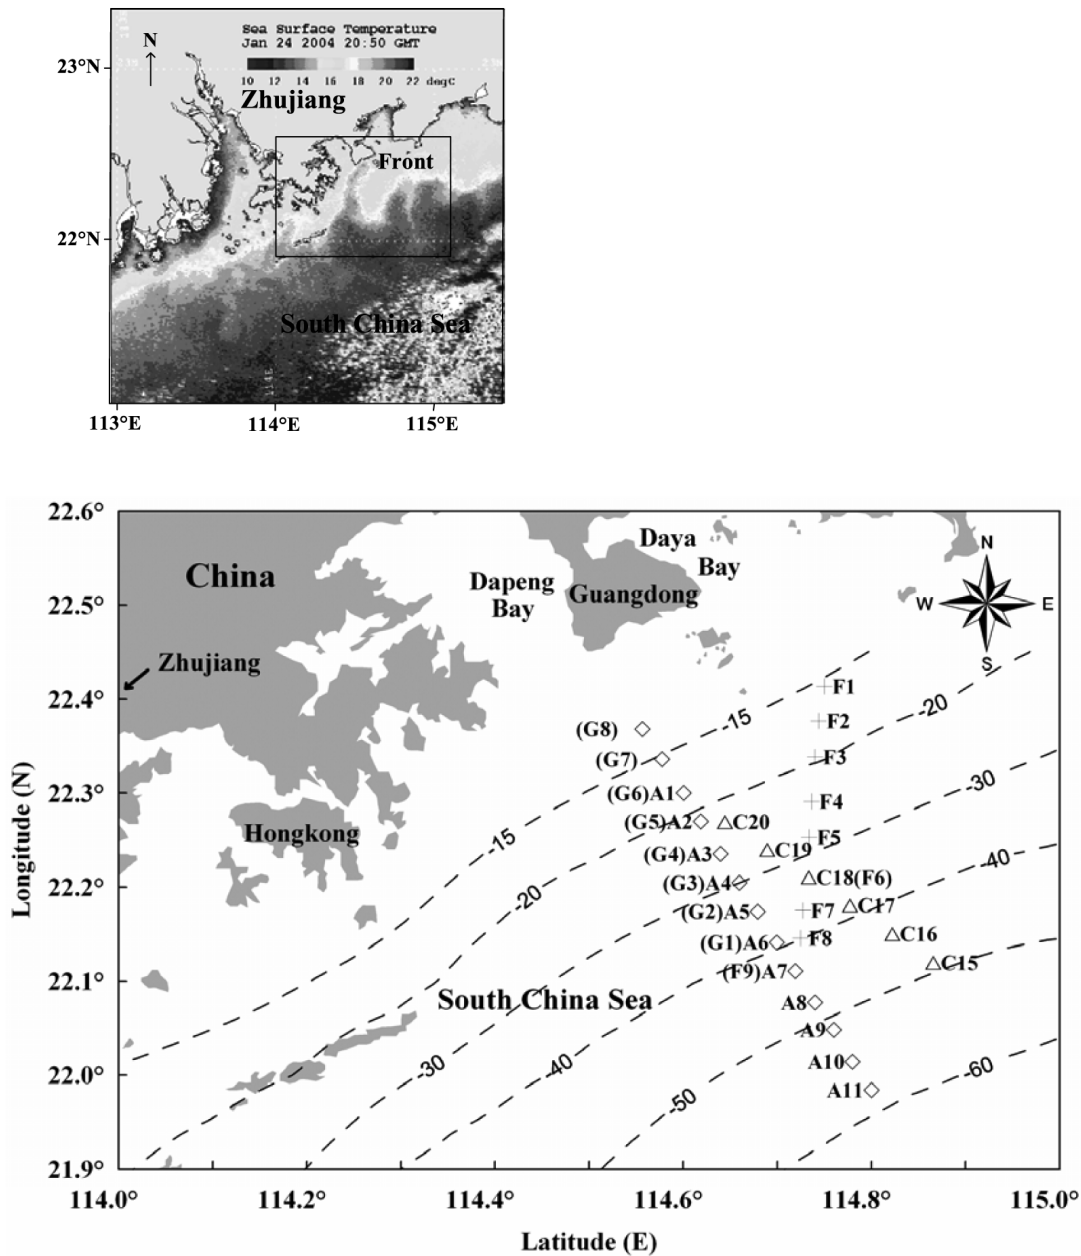 Sea Surface Temperature
Jan 24 2004 20:50 GMT
N
23°N
10 12 14 16 18 20 22 degC
Zhujiang
Front
22°N
South China Sea
113°E 114°E 115°E
22.6°
Daya
Bay
N
China
Dapeng
Bay
Guangdong
22.5°
W E
S
Zhujiang
22.4°
F1
-15
-20
F2
(G8)
F3
(G7)
-30
22.3°
(G6)A1
F4
(G5)A2
C20
Hongkong
-15
F5
(G4)A3
C19
-40
22.2°
(G3)A4
C18(F6)
-20
(G2)A5
F7
C17
(G1)A6
F8
C16
22.1°
(F9)A7
C15
South China Sea
A8
A9
22.0°
-30
-40
A10
-60
-50
A11
21.9°
114.0° 114.2° 114.4° 114.6° 114.8° 115.0°
Longitude (N)
Latitude (E)